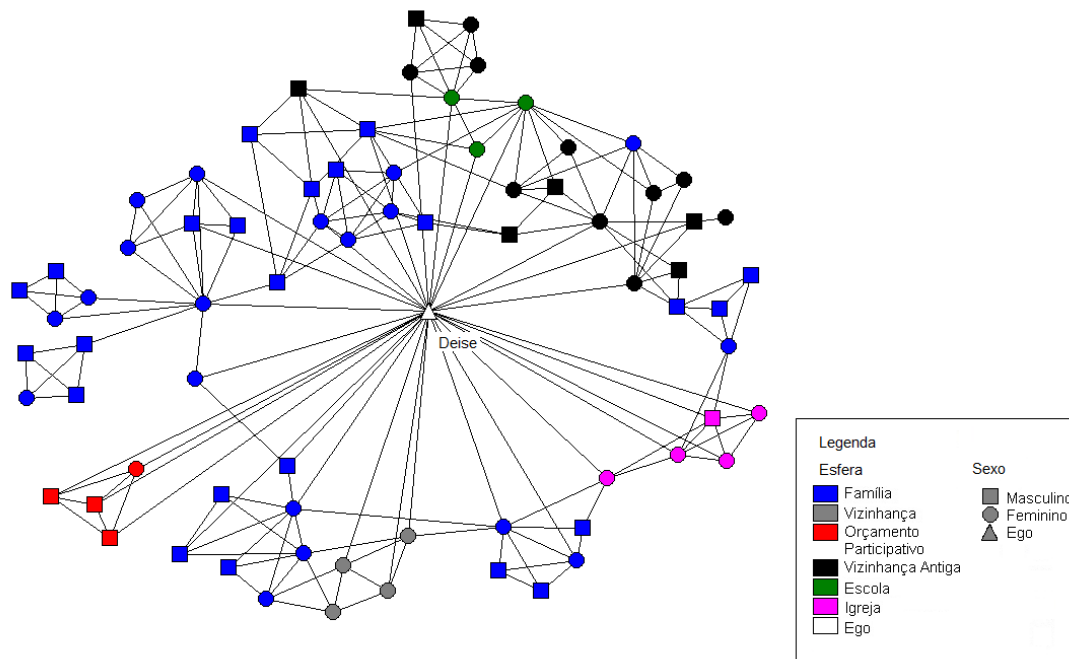 Deise
Legenda
Esfera
Família
Vizinhança
Orçamento
Participativo
Vizinhança Antiga
Escola
Igreja
Ego
Sexo
Masculino
Feminino
Ego